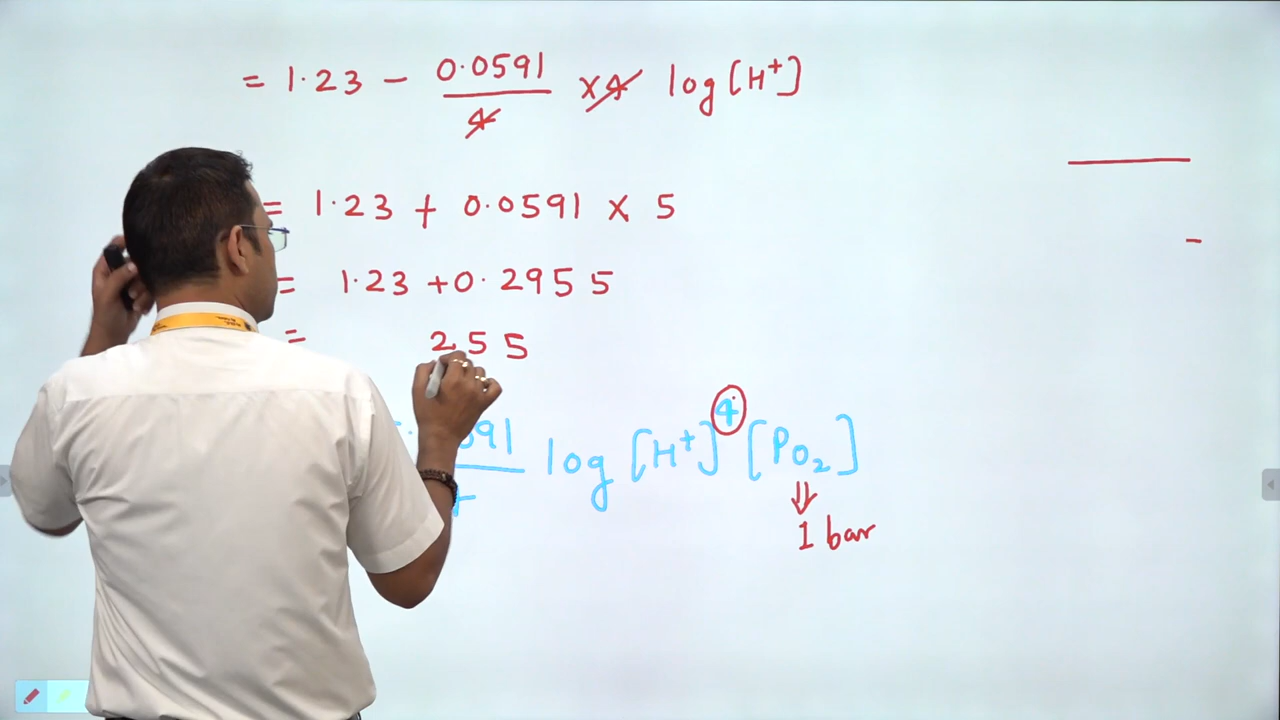 = 1.23 - 0.0591/4 ×4 log [H⁺]
= 1.23 + 0.0591 × 5
= 1.23 + 0.2955
= 255
log [H⁺]⁴ [PO₂]
⇓
1 bar